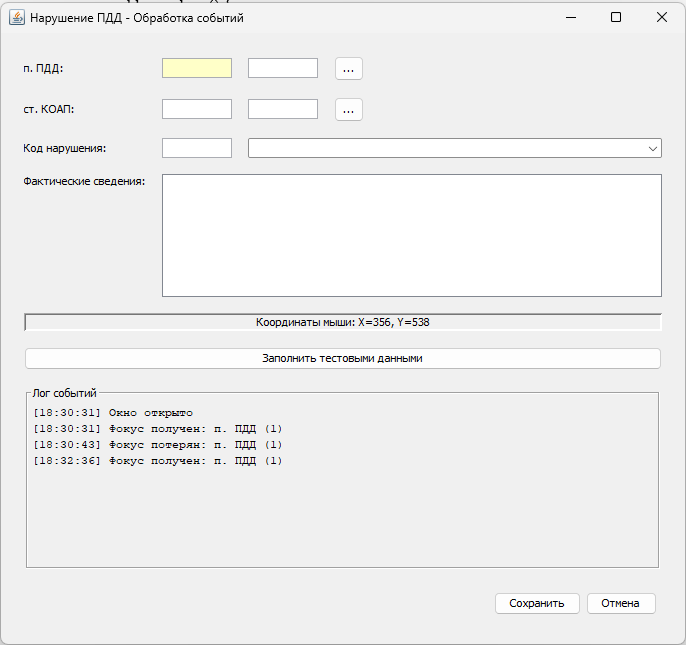 Нарушение ПДД - Обработка событий
п. ПДД:
...
ст. КОАП:
...
Код нарушения:
Фактические сведения:
Координаты мыши: X=356, Y=538
Заполнить тестовыми данными
Лог событий
[18:30:31] Окно открыто
[18:30:31] Фокус получен: п. ПДД (1)
[18:30:43] Фокус потерян: п. ПДД (1)
[18:32:36] Фокус получен: п. ПДД (1)
Сохранить
Отмена